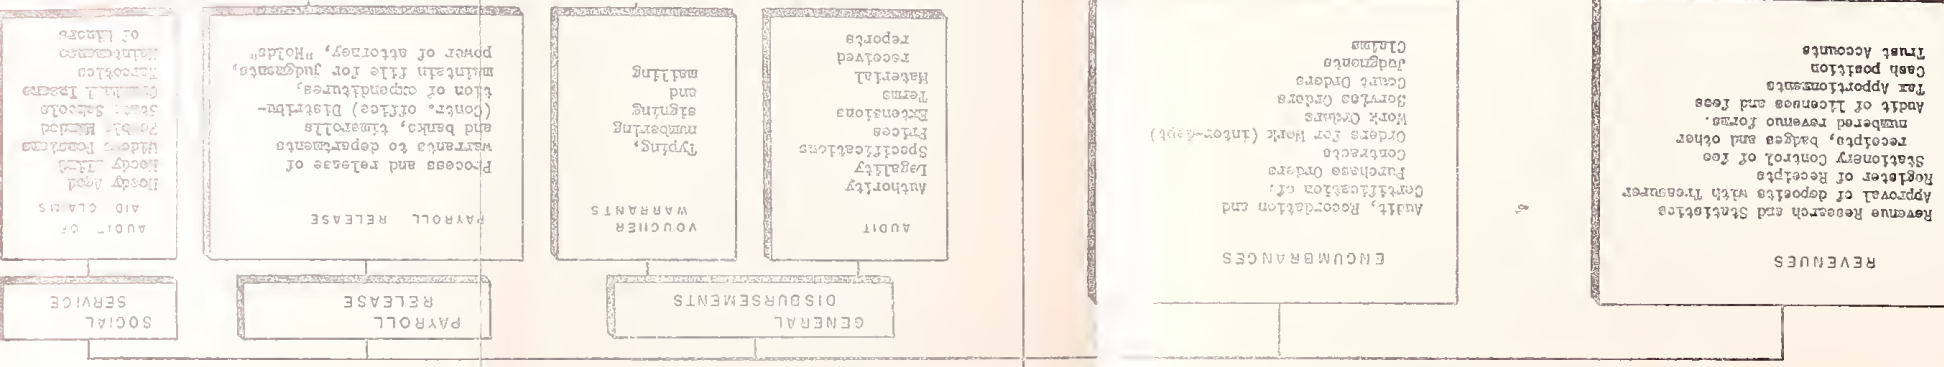 REVENUES
Revenue Research and Statistics
Approval of deposits with Treasurer
Register of Receipts
Stationery Control of fee
receipts, badges and other
numbered revenue forms.
Audit of licenses and fees
Tax Apportionments
Cash position
Trust Accounts
ENCUMBRANCES
Audit, Recordation and
Certification of:
Purchase Orders
Contracts
Orders for Work (inter-dept)
Work Orders
Service Orders
Court Orders
Judgments
Claims
GENERAL
DISBURSEMENTS
AUDIT
Authority
Legality
Specifications
Prices
Extensions
Terms
Material
received
reports
VOUCHER
WARRANTS
Typing,
numbering
signing
and
mailing
PAYROLL
RELEASE
PAYROLL RELEASE
Process and release of
warrants to departments
and banks, timerolls
(Contr. office) Distribu-
tion of expenditures,
maintain file for judgments,
power of attorney, "Holds"
SOCIAL
SERVICE
AUDIT OF
AID CLAIMS
Needy Aged
Needy Blind
Widows Pensions
State Schools
Criminal Insane
Narcotics
Maintenance
of Minors